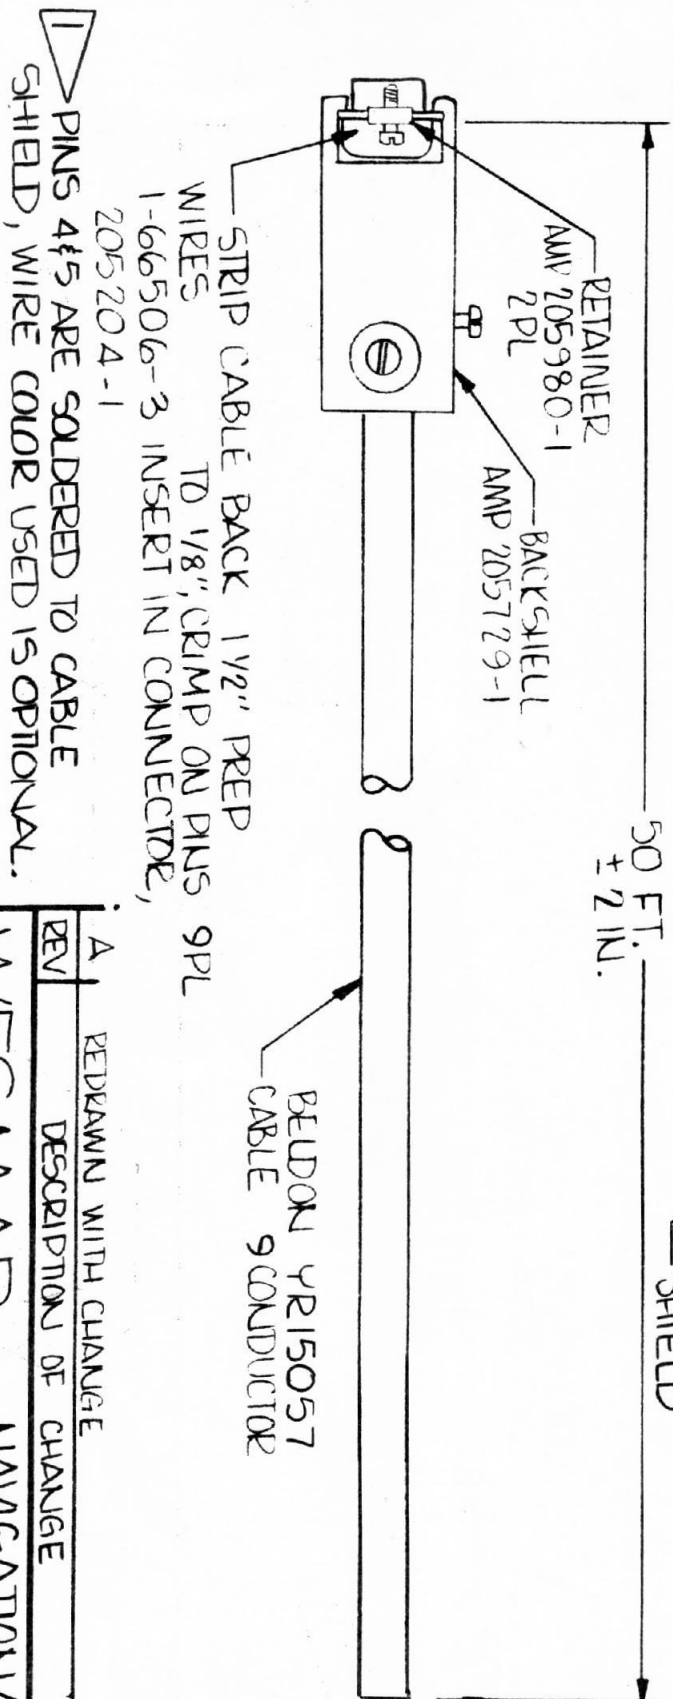 SHIELD
50 FT.
± 2 IN.
RETAINER
AMP 205980-1
2PL
BACKSHELL
AMP 205729-1
BELDON YR15057
CABLE 9 CONDUCTOR
STRIP CABLE BACK 1 1/2" PREP
WIRES TO 1/8", CRIMP ON PINS 9PL
1-66506-3 INSERT IN CONNECTOR,
205204-1
1 PINS 4&5 ARE SOLDERED TO CABLE
SHIELD, WIRE COLOR USED IS OPTIONAL.
A REDRAWN WITH CHANGE
REV DESCRIPTION OF CHANGE